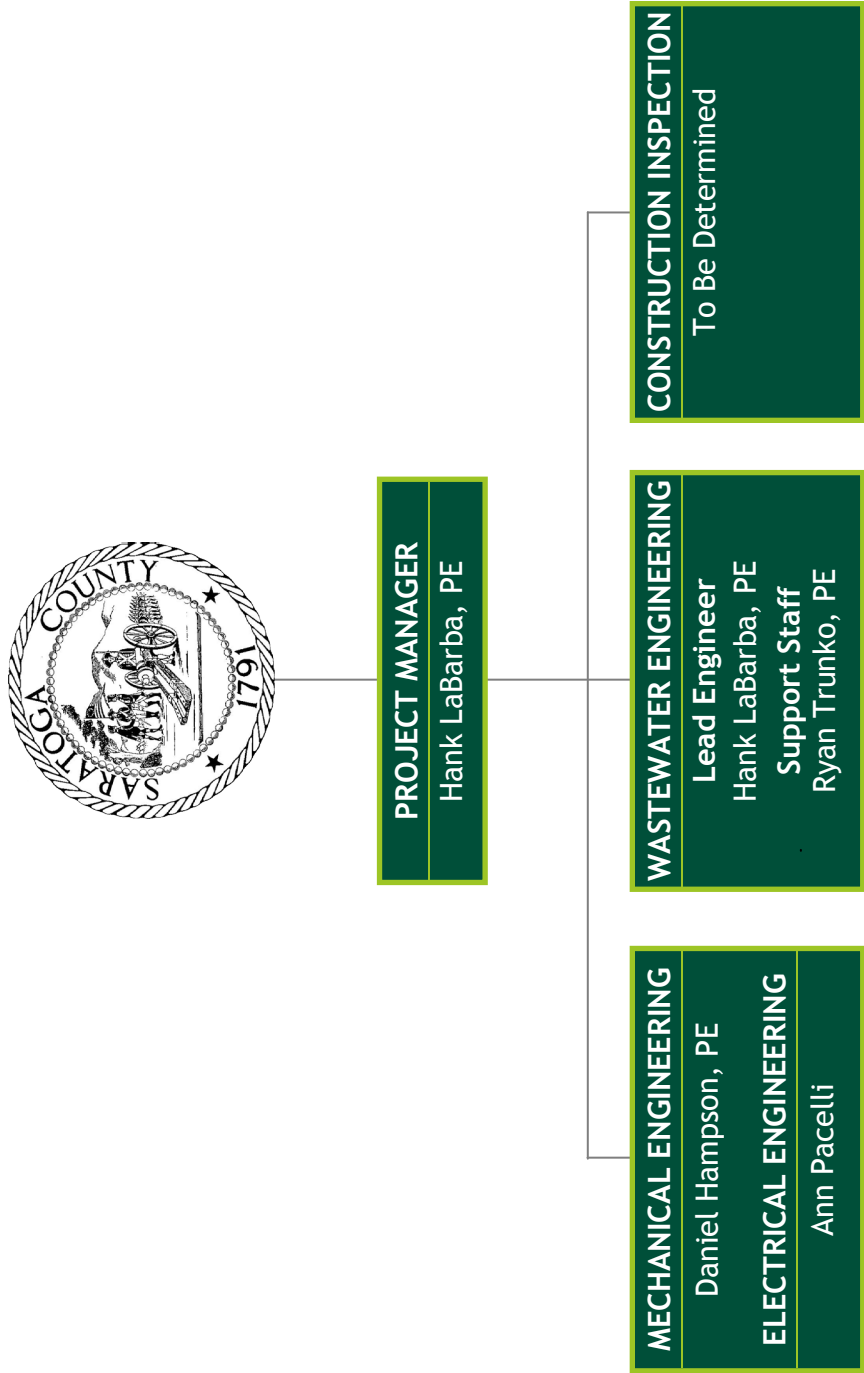 SARATOGA COUNTY
1791
PROJECT MANAGER
Hank LaBarba, PE
MECHANICAL ENGINEERING
Daniel Hampson, PE
ELECTRICAL ENGINEERING
Ann Pacelli
WASTEWATER ENGINEERING
Lead Engineer
Hank LaBarba, PE
Support Staff
Ryan Trunko, PE
CONSTRUCTION INSPECTION
To Be Determined